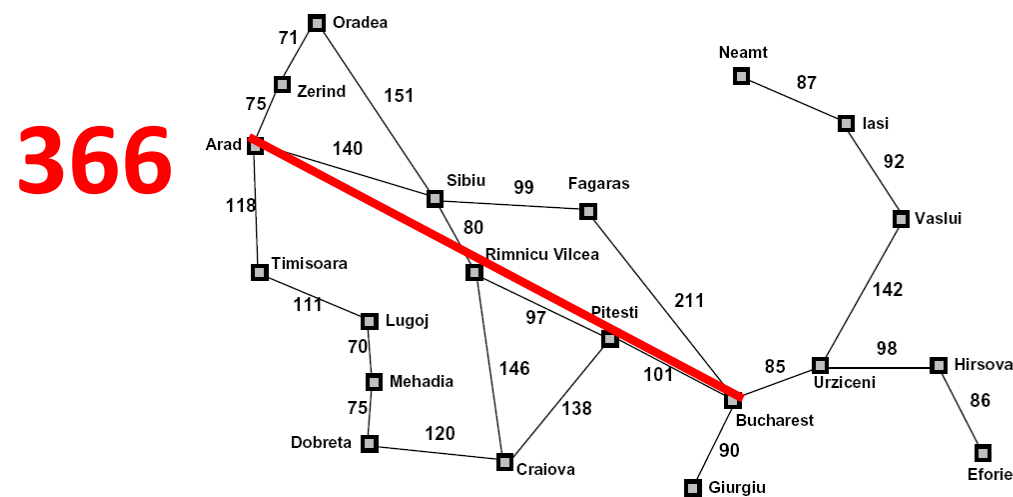 Oradea
71
Neamt
87
Zerind
151
75
Iasi
366
Arad
140
92
Sibiu
99
Fagaras
118
80
Vaslui
Rimnicu Vilcea
Timisoara
142
111
211
97
Pitesti
Lugoj
70
98
146
101
85
Hirsova
Mehadia
Urziceni
75
138
86
Bucharest
120
Dobreta
90
Craiova
Eforie
Giurgiu